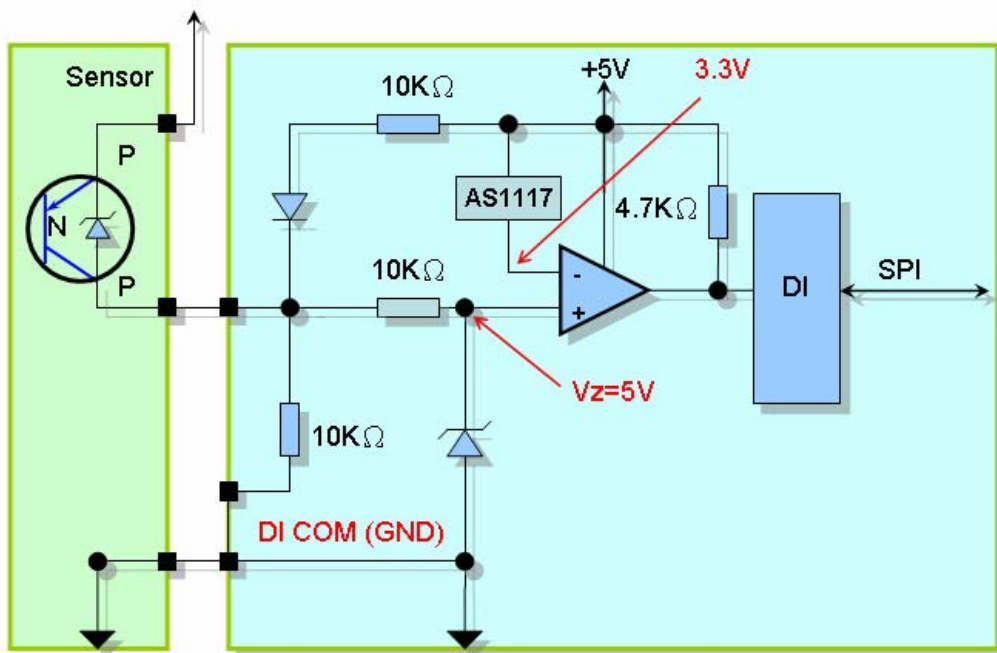 Sensor
P
N
P
10KΩ
+5V
3.3V
AS1117
4.7KΩ
10KΩ
-
+
DI
SPI
Vz=5V
10KΩ
DI COM (GND)